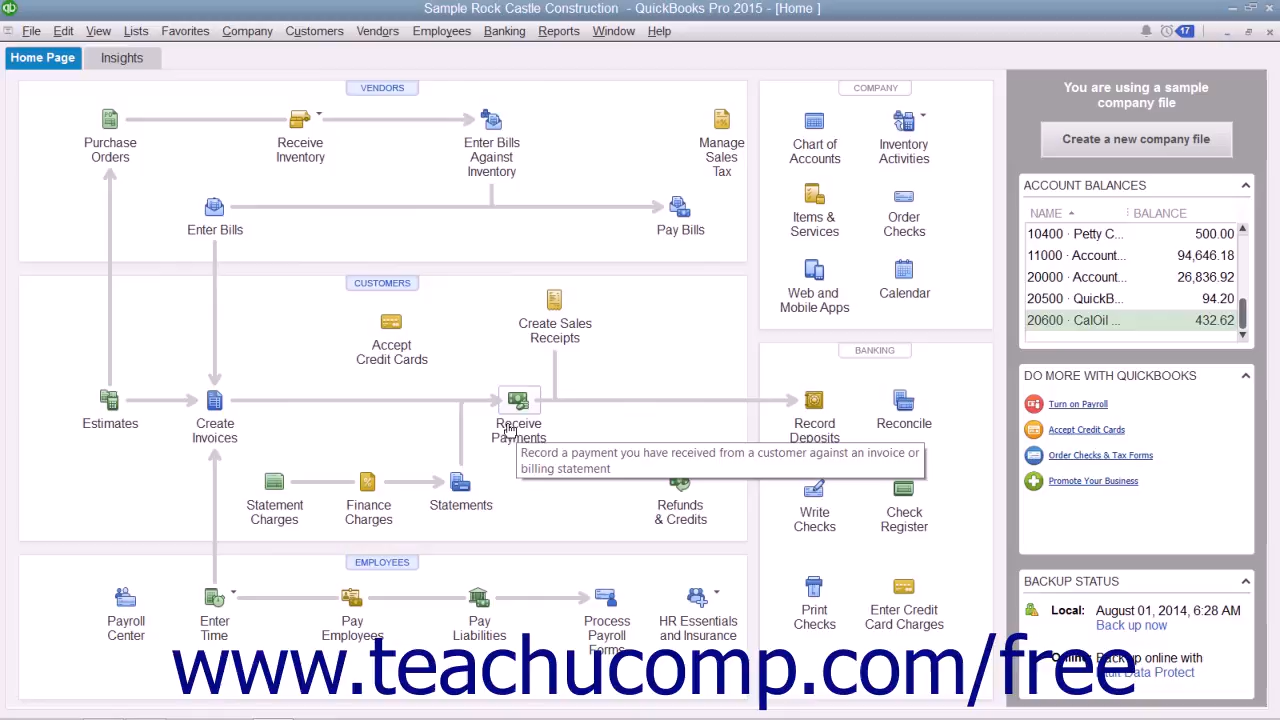 Sample Rock Castle Construction - QuickBooks Pro 2015 - [Home ]
File Edit View Lists Favorites Company Customers Vendors Employees Banking Reports Window Help
17
Home Page Insights
VENDORS
Purchase
Orders
Receive
Inventory
Enter Bills
Against
Inventory
Manage
Sales
Tax
Enter Bills
Pay Bills
CUSTOMERS
Accept
Credit Cards
Create Sales
Receipts
Estimates
Create
Invoices
Receive
Payments
Record a payment you have received from a customer against an invoice or
billing statement
Statement
Charges
Finance
Charges
Statements
Refunds
& Credits
EMPLOYEES
Payroll
Center
Enter
Time
Pay
Employees
Pay
Liabilities
Process
Payroll
Forms
HR Essentials
and Insurance
COMPANY
Chart of
Accounts
Inventory
Activities
Items &
Services
Order
Checks
Web and
Mobile Apps
Calendar
BANKING
Record
Deposits
Reconcile
Write
Checks
Check
Register
Print
Checks
Enter Credit
Card Charges
You are using a sample
company file
Create a new company file
ACCOUNT BALANCES
NAME BALANCE
10400 · Petty C... 500.00
11000 · Account... 94,646.18
20000 · Account... 26,836.92
20500 · QuickB... 94.20
20600 · CalOil ... 432.62
DO MORE WITH QUICKBOOKS
Turn on Payroll
Accept Credit Cards
Order Checks & Tax Forms
Promote Your Business
BACKUP STATUS
Local: August 01, 2014, 6:28 AM
Back up now
Online: Back up online with
Data Protect
www.teachucomp.com/free